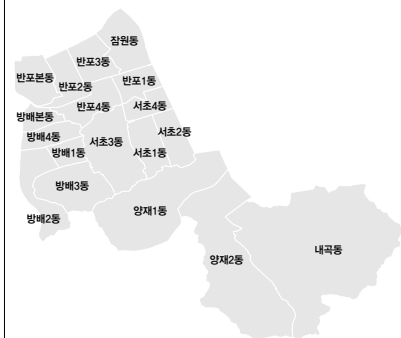 잠원동
반포3동
반포본동
반포2동
반포1동
방배본동
반포4동
서초4동
방배4동
서초3동
서초2동
방배1동
서초1동
방배3동
방배2동
양재1동
양재2동
내곡동